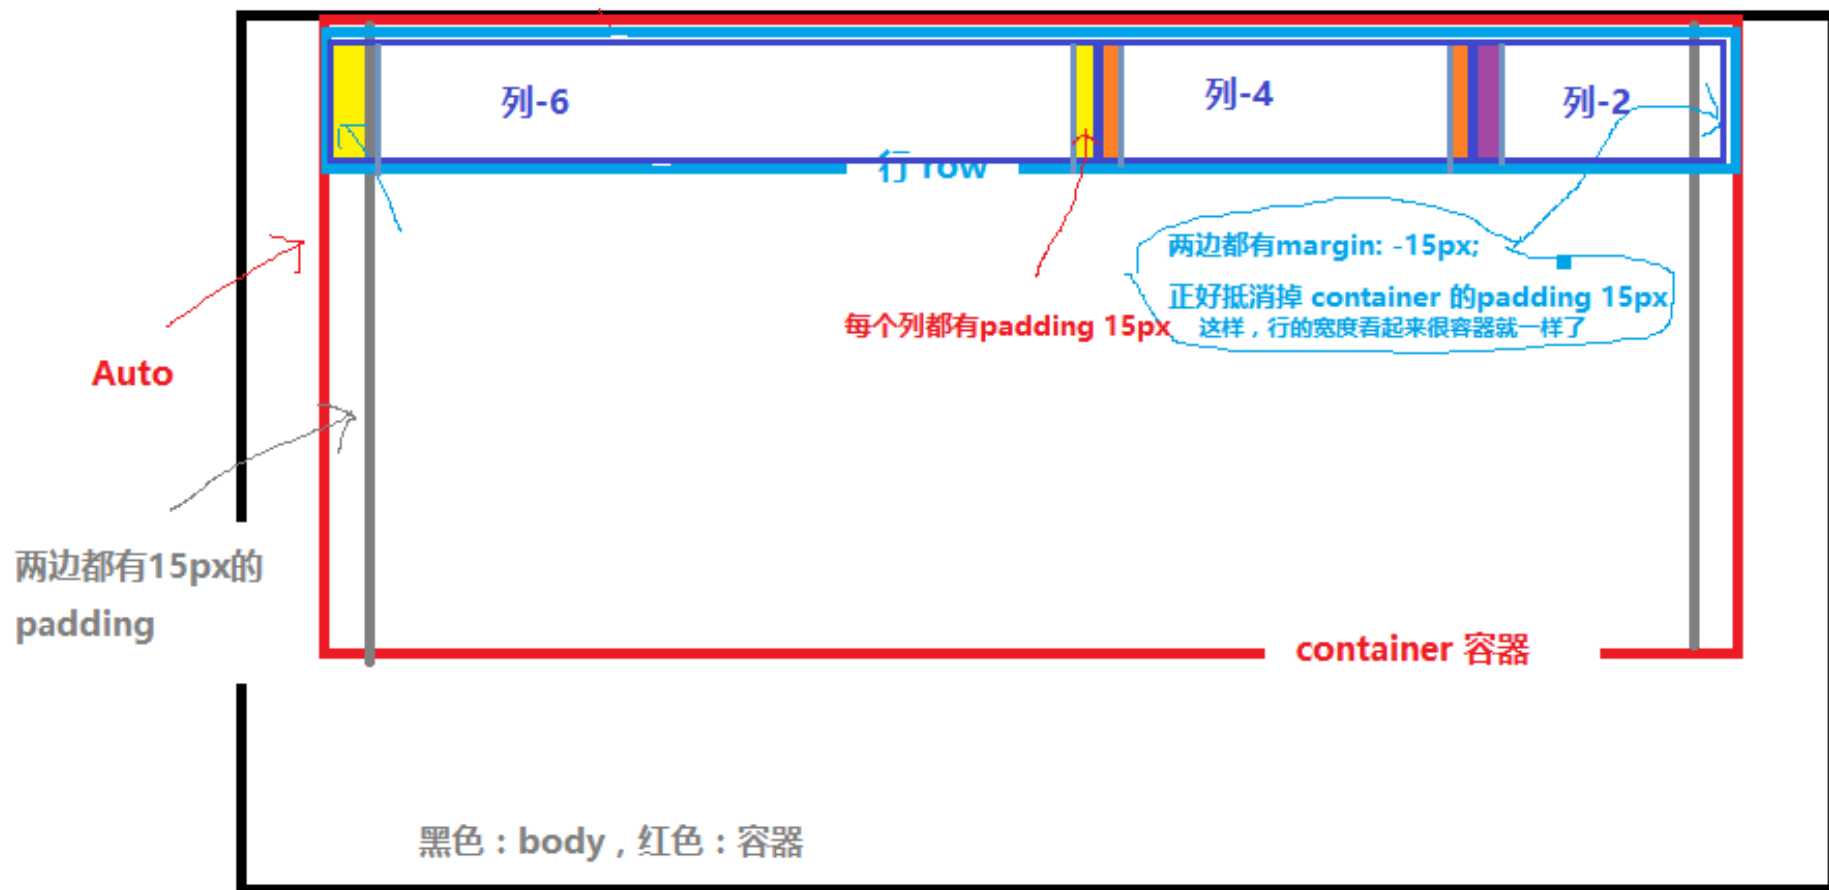 列-6
列-4
列-2
行 row
两边都有margin: -15px;
正好抵消掉 container 的padding 15px
这样，行的宽度看起来很容器就一样了
每个列都有padding 15px
Auto
两边都有15px的
padding
container 容器
黑色：body，红色：容器